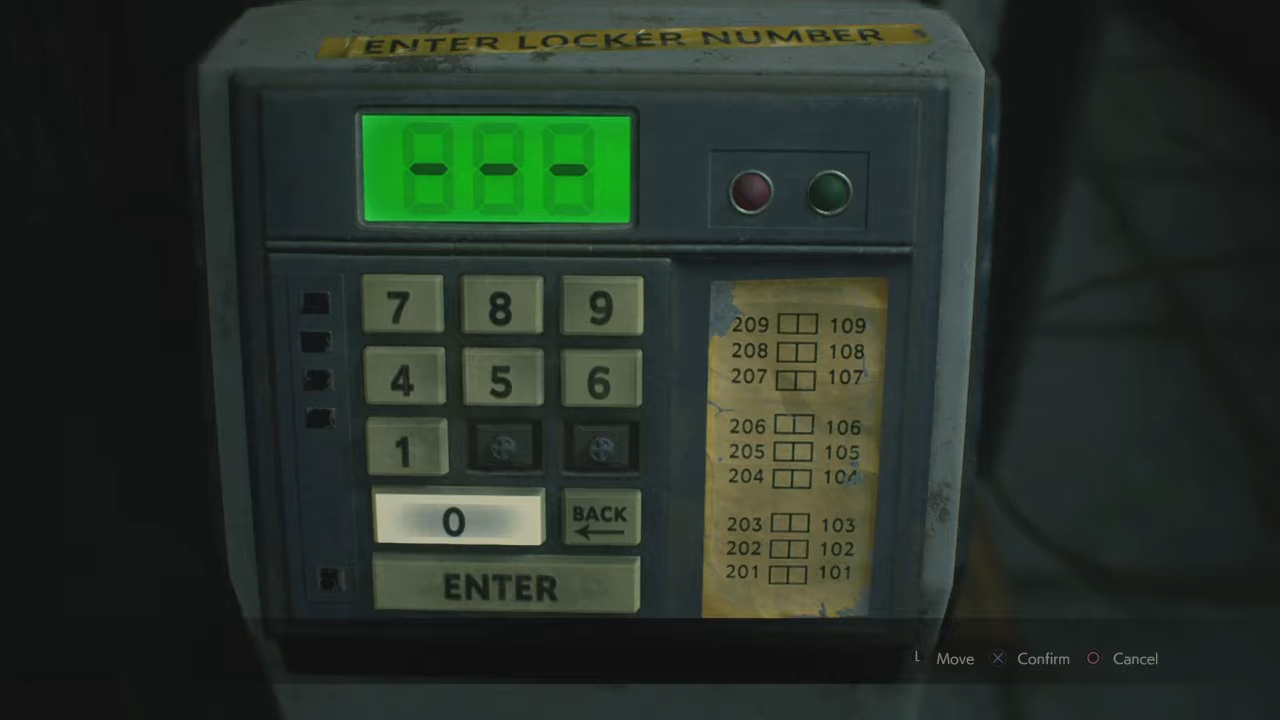 ENTER LOCKER NUMBER
- - -
7 8 9
4 5 6
1
0 BACK
ENTER
209 109
208 108
207 107
206 106
205 105
204 104
203 103
202 102
201 101
L Move Confirm Cancel